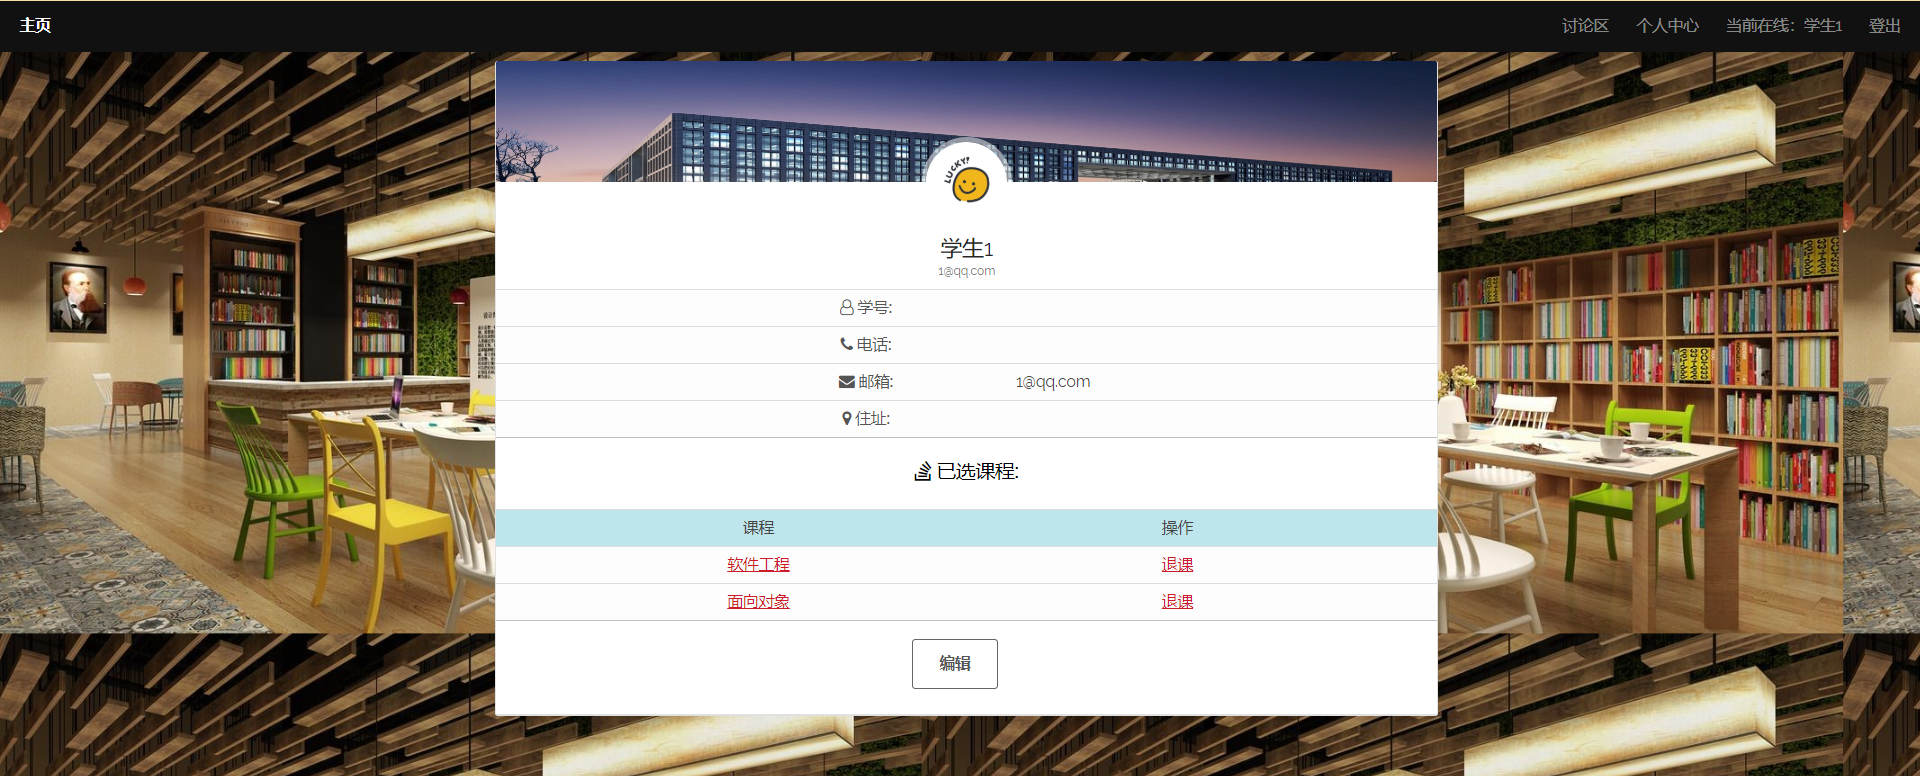 主页 讨论区 个人中心 当前在线：学生1 登出
LUCKY!
学生1
1@qq.com
学号:
电话:
邮箱: 1@qq.com
住址:
已选课程:
课程 操作
软件工程 退课
面向对象 退课
编辑